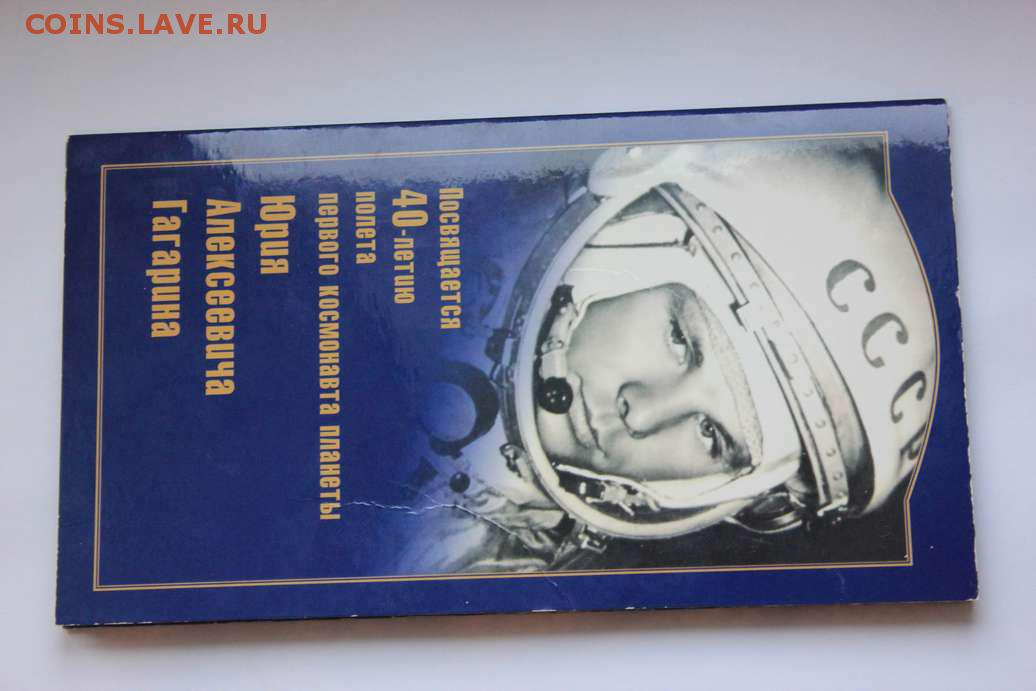 COINS.LAVE.RU
СССР
Посвящается
40-летию
полета
первого космонавта планеты
Юрия
Алексеевича
Гагарина